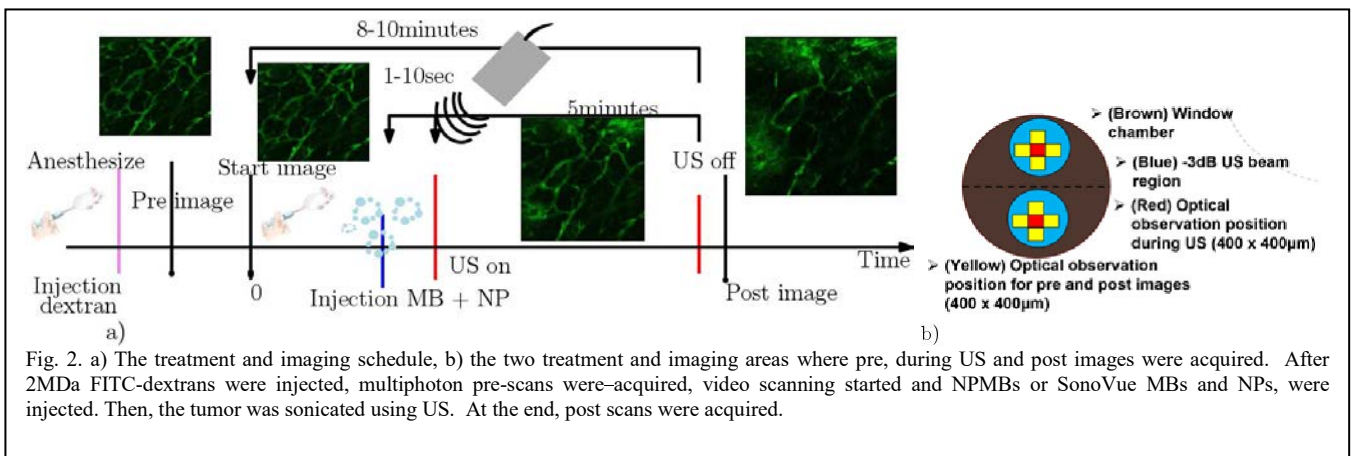 8-10minutes
1-10sec
5minutes
Anesthesize
Start image
US off
Pre image
US on
Time
Injection
dextran
0
Injection MB + NP
Post image
a)
➢ (Brown) Window
chamber
➢ (Blue) -3dB US beam
region
➢ (Red) Optical
observation position
during US (400 x 400µm)
➢ (Yellow) Optical observation
position for pre and post images
(400 x 400µm)
b)
Fig. 2. a) The treatment and imaging schedule, b) the two treatment and imaging areas where pre, during US and post images were acquired. After
2MDa FITC-dextrans were injected, multiphoton pre-scans were–acquired, video scanning started and NPMBs or SonoVue MBs and NPs, were
injected. Then, the tumor was sonicated using US. At the end, post scans were acquired.